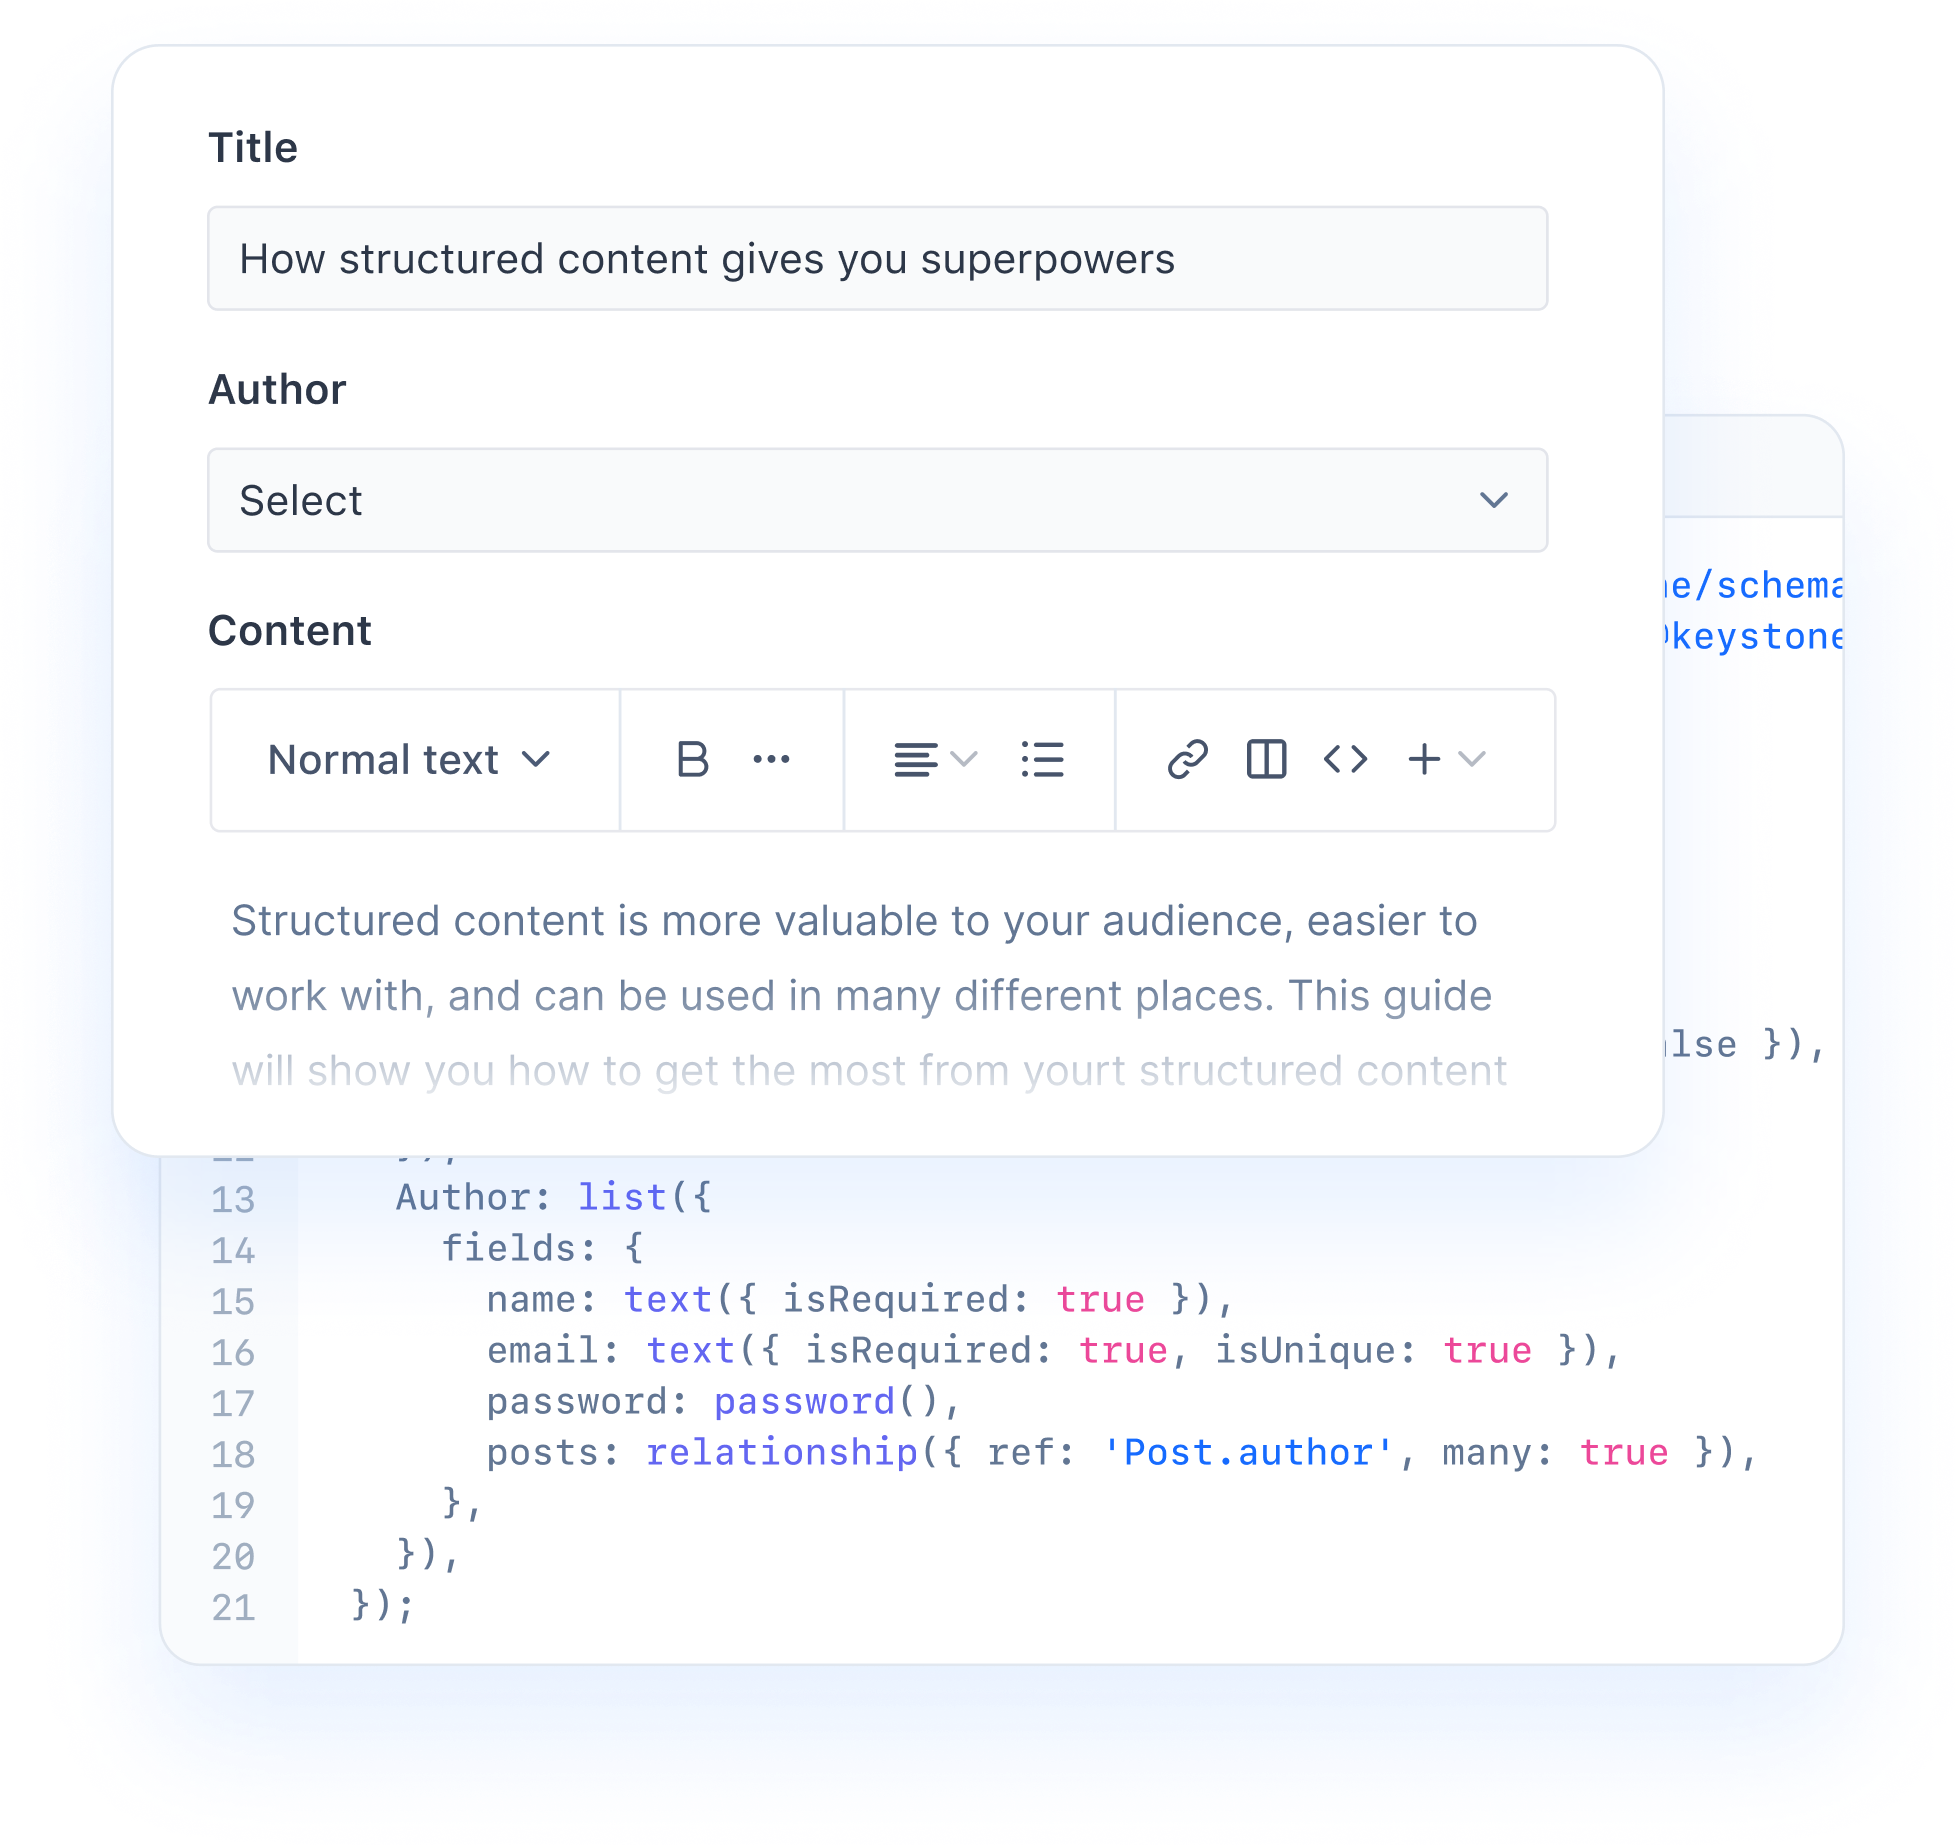 Title
How structured content gives you superpowers
Author
Select
Content
Normal text
Structured content is more valuable to your audience, easier to
work with, and can be used in many different places. This guide
will show you how to get the most from yourt structured content
e/schema
keystone
lse }),
13 Author: list({
14 fields: {
15 name: text({ isRequired: true }),
16 email: text({ isRequired: true, isUnique: true }),
17 password: password(),
18 posts: relationship({ ref: 'Post.author', many: true }),
19 },
20 }),
21 });